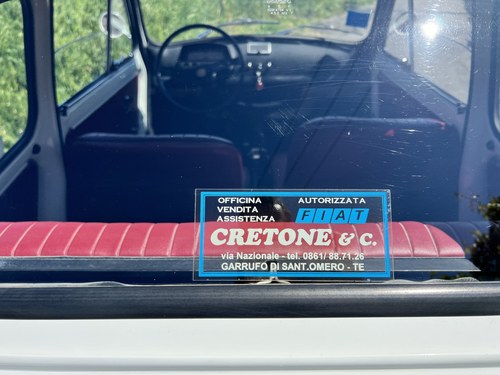 OFFICINA AUTORIZZATA
VENDITA FIAT
ASSISTENZA
CRETONE & C.
via Nazionale - tel. 0861/ 88.71.26
GARRUFO DI SANT.OMERO - TE